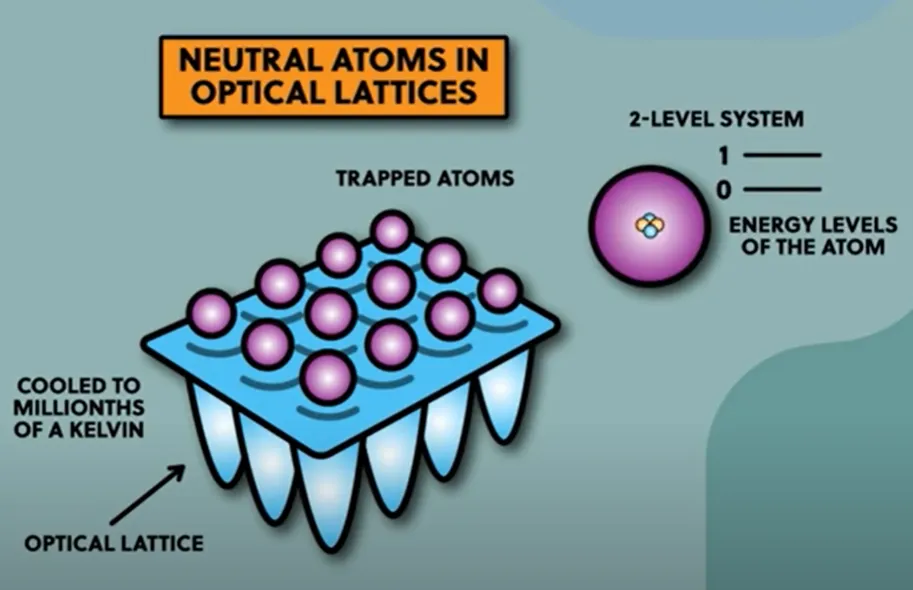 NEUTRAL ATOMS IN
OPTICAL LATTICES
2-LEVEL SYSTEM
1
0
ENERGY LEVELS
OF THE ATOM
TRAPPED ATOMS
COOLED TO
MILLIONTHS
OF A KELVIN
OPTICAL LATTICE